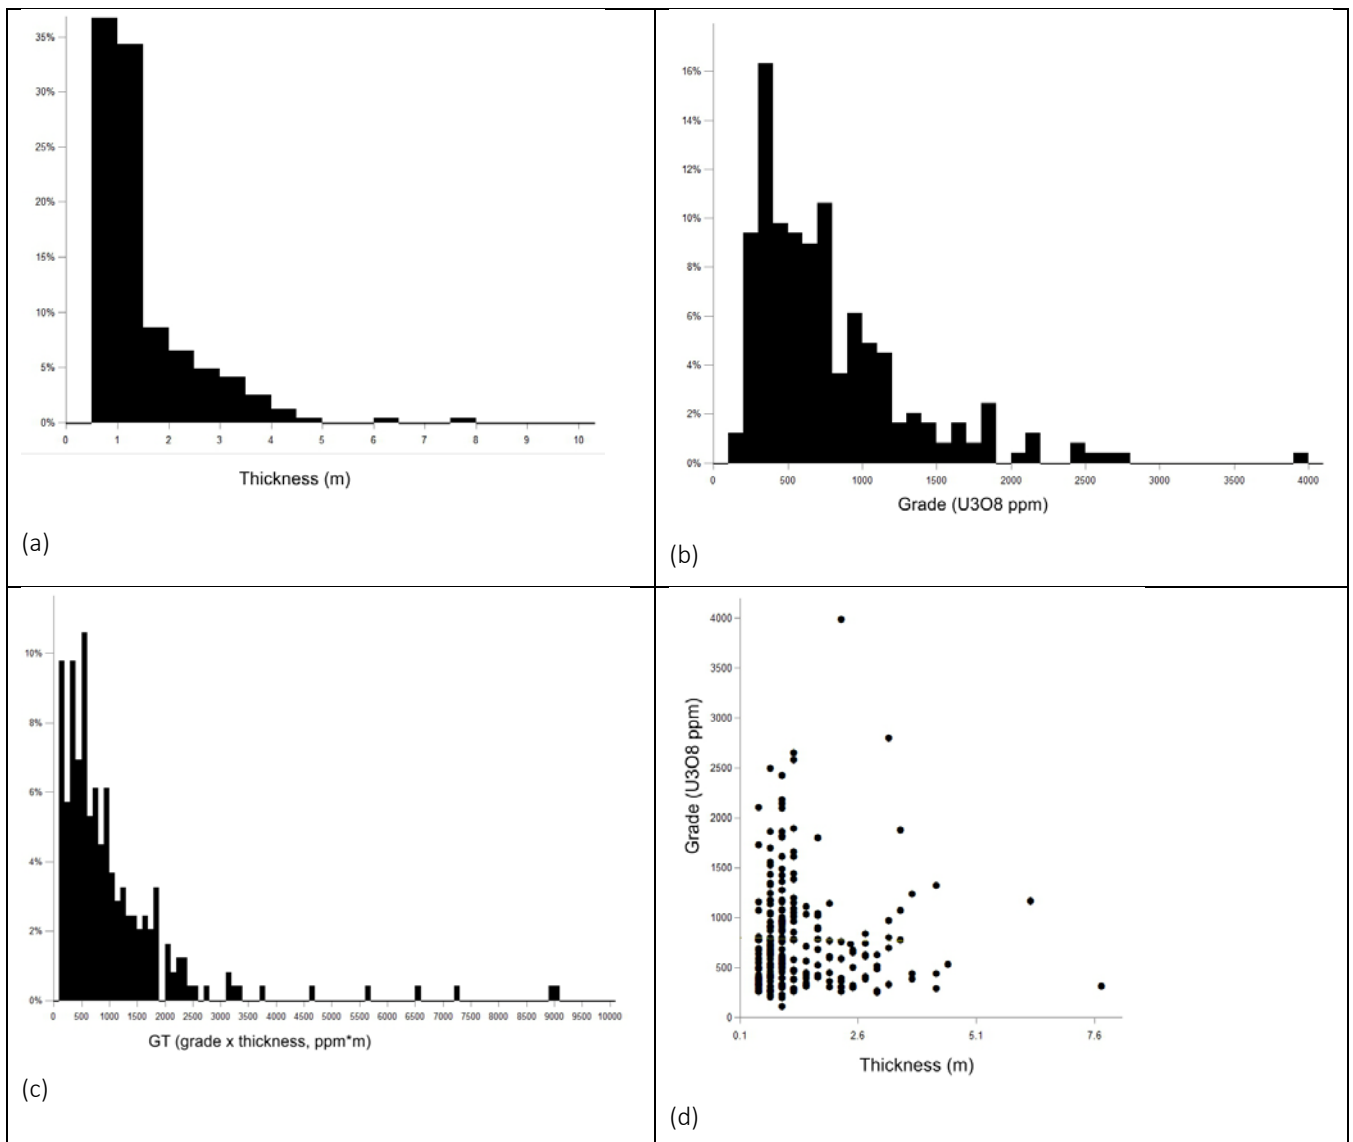 35%
30%
25%
20%
15%
10%
5%
0%
0 1 2 3 4 5 6 7 8 9 10
Thickness (m)
(a)
16%
14%
12%
10%
8%
6%
4%
2%
0%
0 500 1000 1500 2000 2500 3000 3500 4000
Grade (U3O8 ppm)
(b)
10%
8%
6%
4%
2%
0%
0 500 1000 1500 2000 2500 3000 3500 4000 4500 5000 5500 6000 6500 7000 7500 8000 8500 9000 9500 10000
GT (grade x thickness, ppm*m)
(c)
4000
3500
3000
2500
2000
1500
1000
500
0
Grade (U3O8 ppm)
0.1 2.6 5.1 7.6
Thickness (m)
(d)